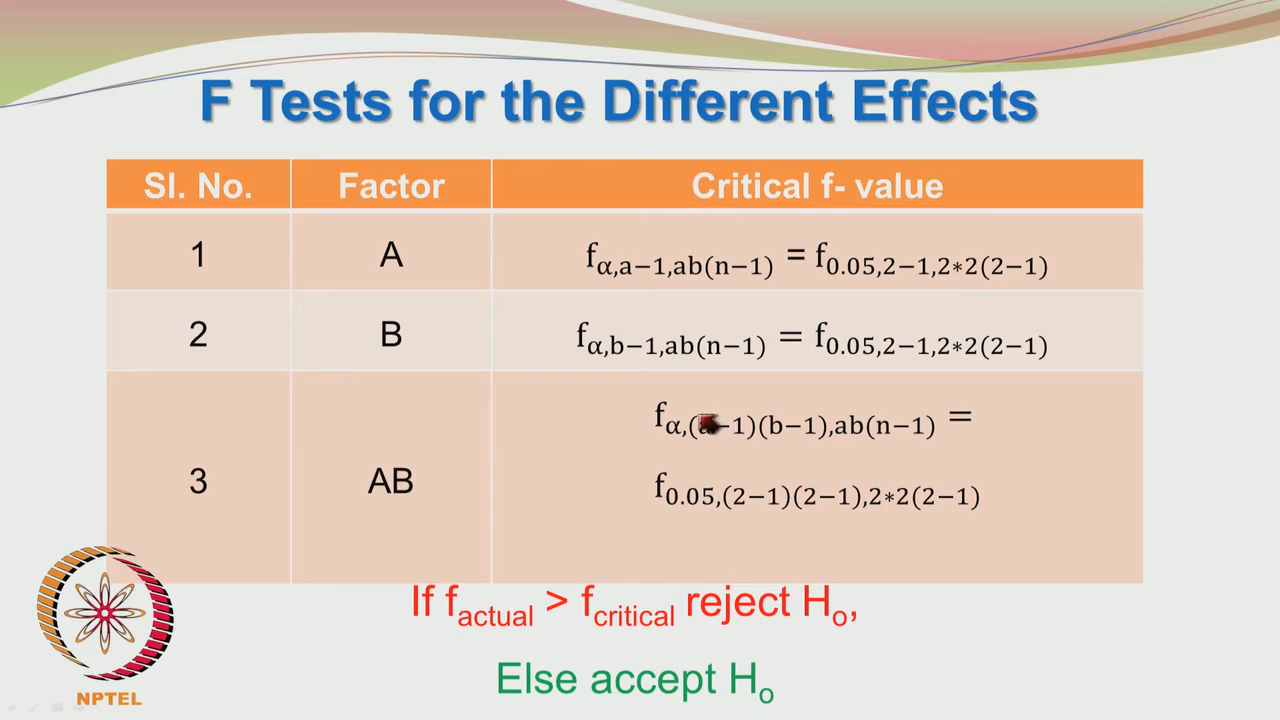 F Tests for the Different Effects
Sl. No. Factor Critical f- value
1 A fα,a−1,ab(n−1) = f0.05,2−1,2∗2(2−1)
2 B fα,b−1,ab(n−1) = f0.05,2−1,2∗2(2−1)
fα,(a−1)(b−1),ab(n−1) =
3 AB f0.05,(2−1)(2−1),2∗2(2−1)
If factual > fcritical reject Ho,
Else accept Ho
NPTEL